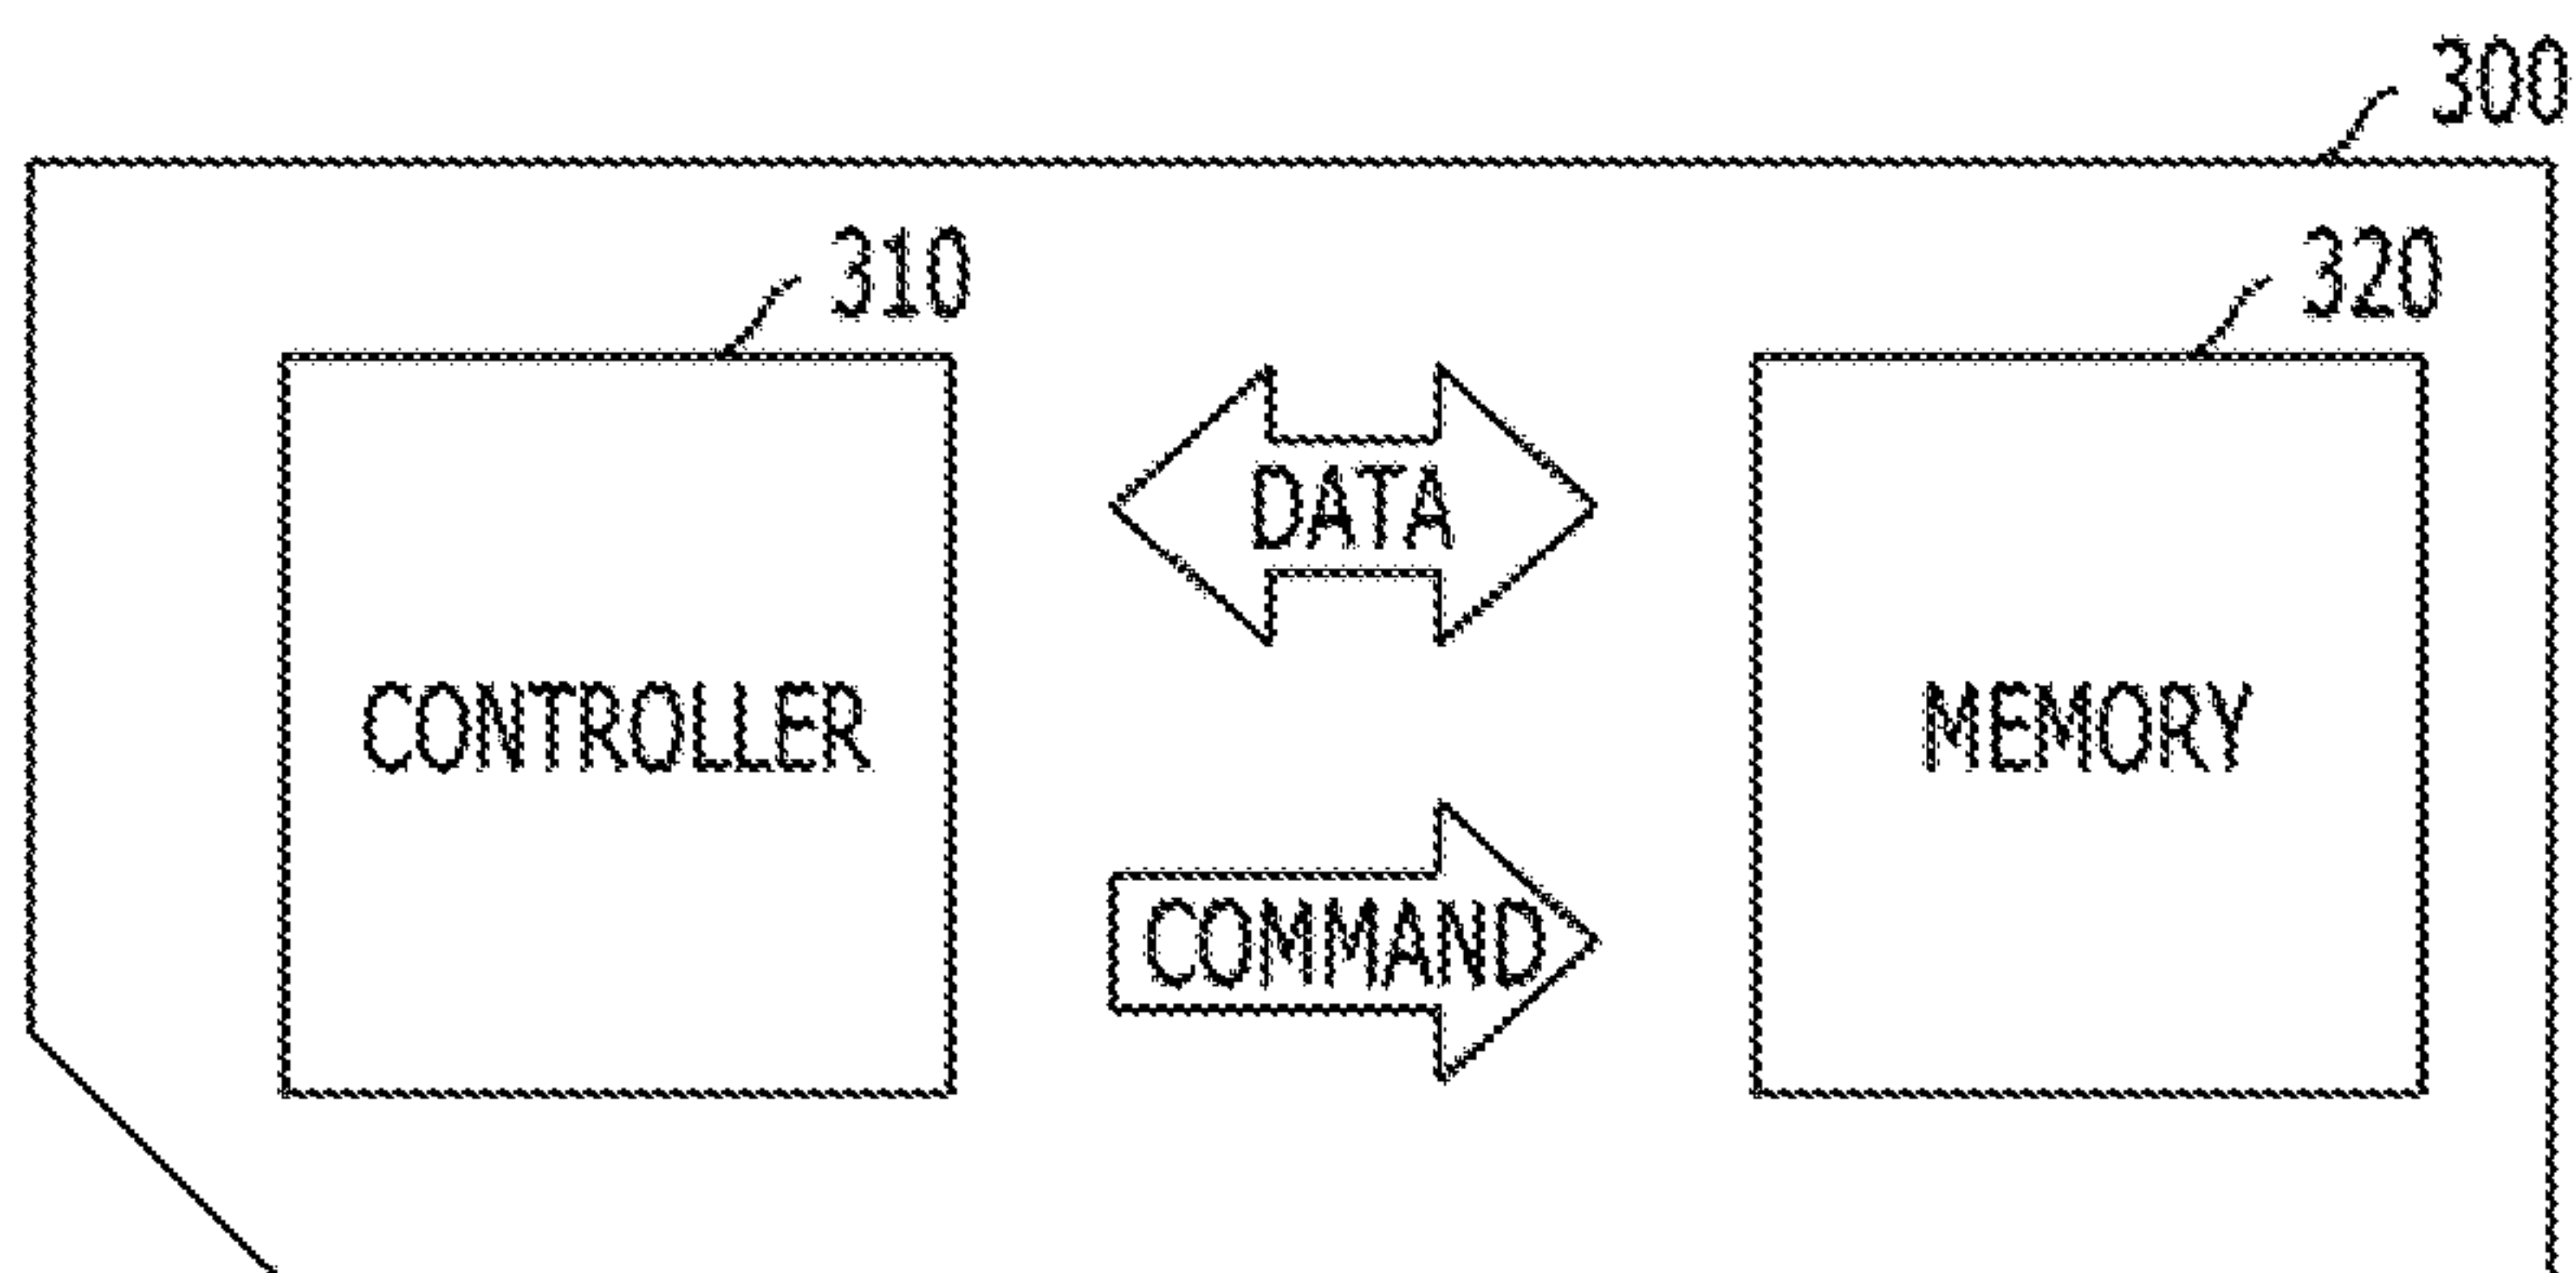 300
310
320
DATA
CONTROLLER
MEMORY
COMMAND